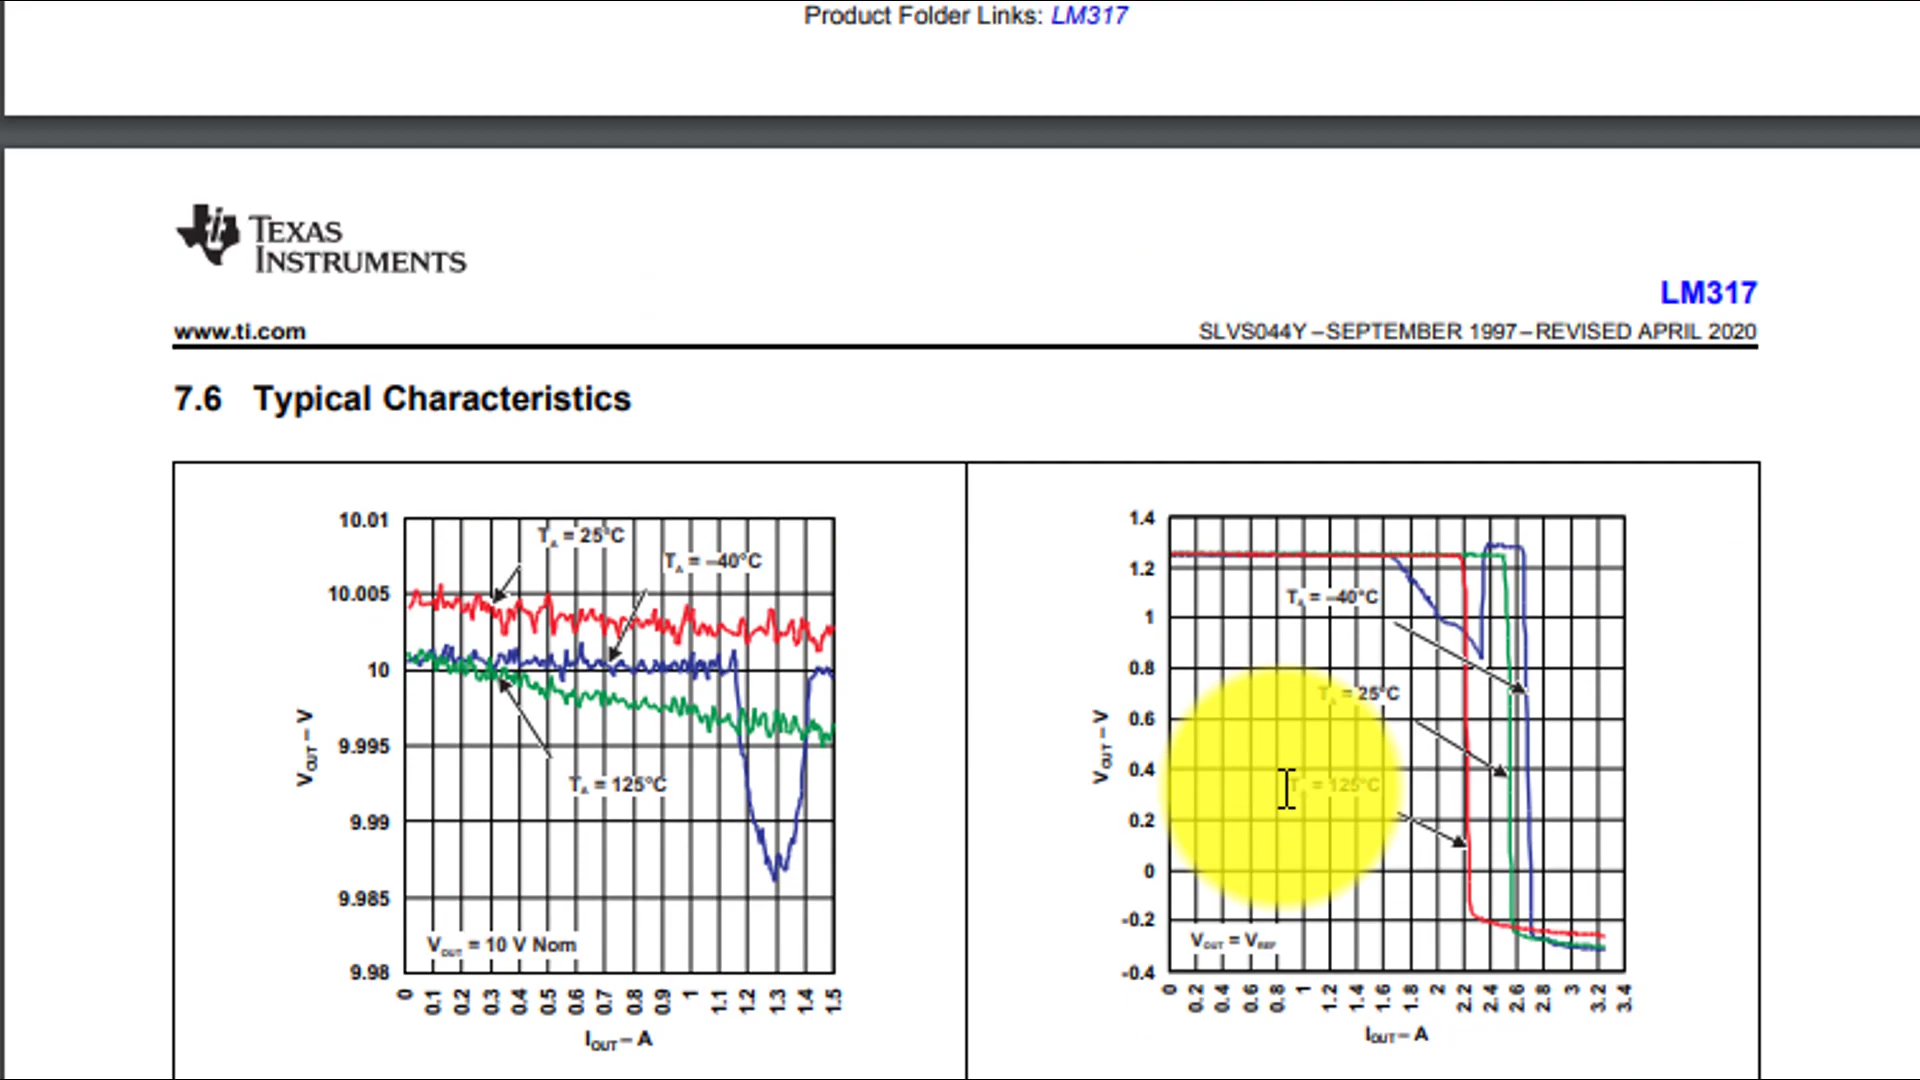 Product Folder Links: LM317
TEXAS
INSTRUMENTS
LM317
www.ti.com
SLVS044Y –SEPTEMBER 1997–REVISED APRIL 2020
7.6 Typical Characteristics
10.01
10.005
10
9.995
9.99
9.985
9.98
VOUT – V
TA = 25°C
TA = –40°C
TA = 125°C
VOUT = 10 V Nom
0 0.1 0.2 0.3 0.4 0.5 0.6 0.7 0.8 0.9 1 1.1 1.2 1.3 1.4 1.5
IOUT – A
1.4
1.2
1
0.8
0.6
0.4
0.2
0
-0.2
-0.4
VOUT – V
TA = –40°C
TA = 25°C
TA = 125°C
VOUT = VREF
0 0.2 0.4 0.6 0.8 1 1.2 1.4 1.6 1.8 2 2.2 2.4 2.6 2.8 3 3.2 3.4
IOUT – A